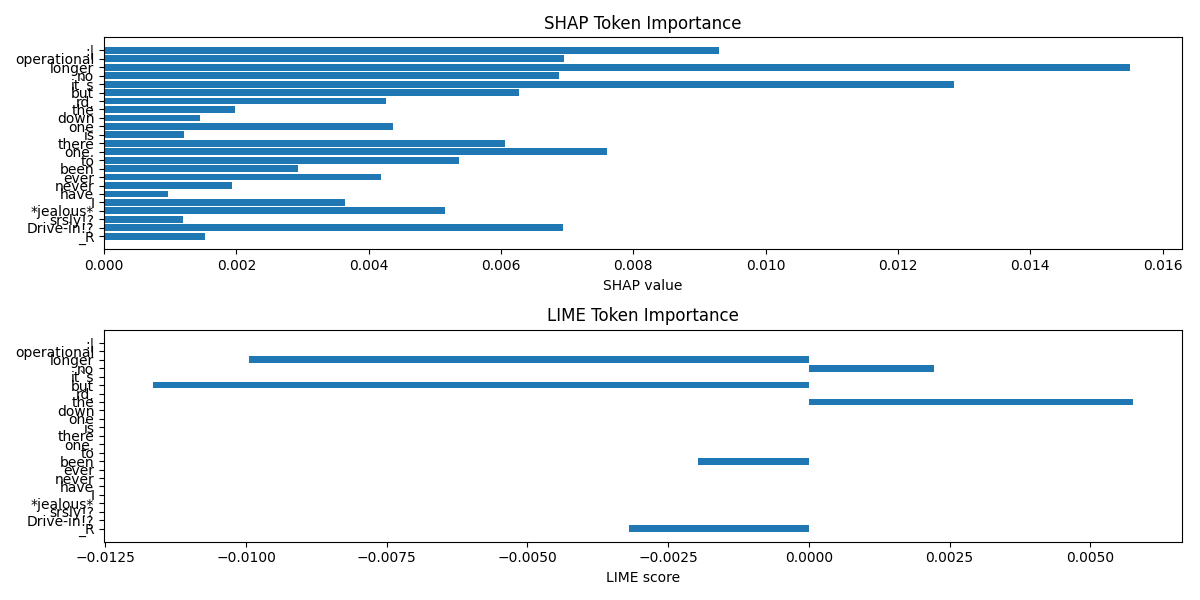 SHAP Token Importance
:l
operational
longer
no
it's
but
rd,
the
down
one
is
there
one.
to
been
ever
never
have
I
*jealous*
srsly!?
Drive-in!?
_R
0.000 0.002 0.004 0.006 0.008 0.010 0.012 0.014 0.016
SHAP value
LIME Token Importance
operational
longer
no
it's
but
the
down
one
is
there
one.
to
been
ever
never
have
I
*jealous*
srsly!?
Drive-in!?
_R
−0.0125 −0.0100 −0.0075 −0.0050 −0.0025 0.0000 0.0025 0.0050
LIME score